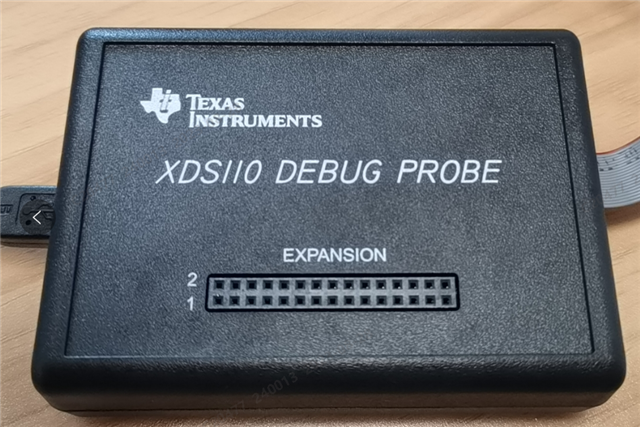 TEXAS
INSTRUMENTS
XDS110 DEBUG PROBE
EXPANSION
2
1